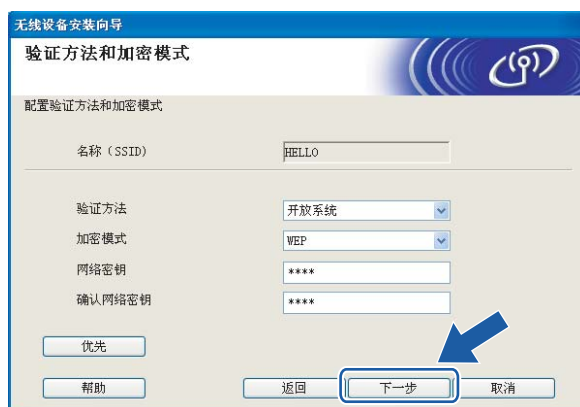 无线设备安装向导
验证方法和加密模式
配置验证方法和加密模式
名称（SSID） HELLO
验证方法 开放系统
加密模式 WEP
网络密钥 ****
确认网络密钥 ****
优先
帮助 返回 下一步 取消